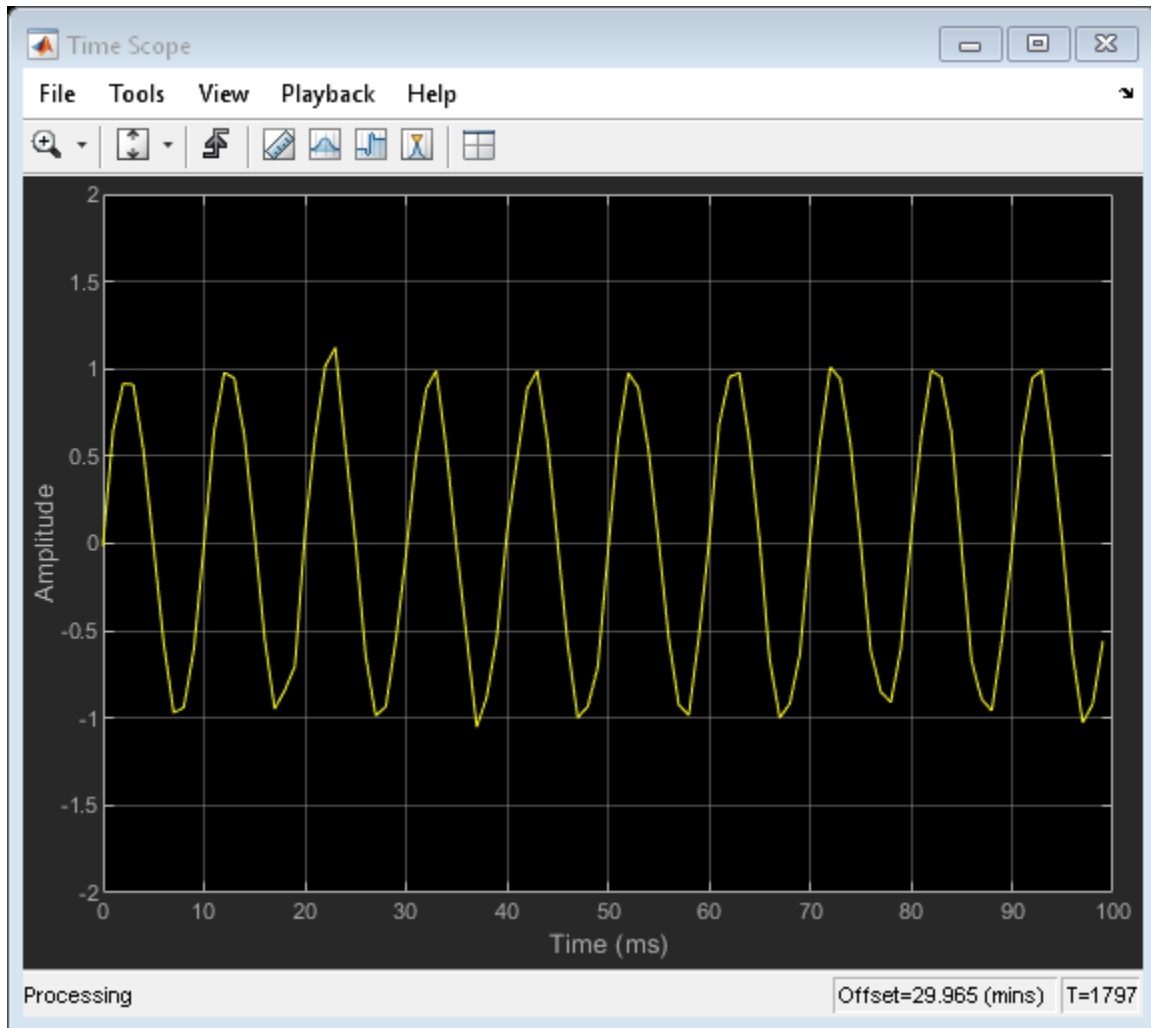 Time Scope
File Tools View Playback Help
2
1.5
1
0.5
0
-0.5
-1
-1.5
-2
Amplitude
0 10 20 30 40 50 60 70 80 90 100
Time (ms)
Processing Offset=29.965 (mins) T=1797